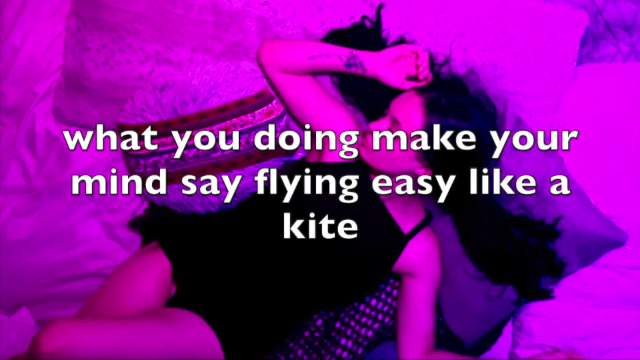 what you doing make your
mind say flying easy like a
kite